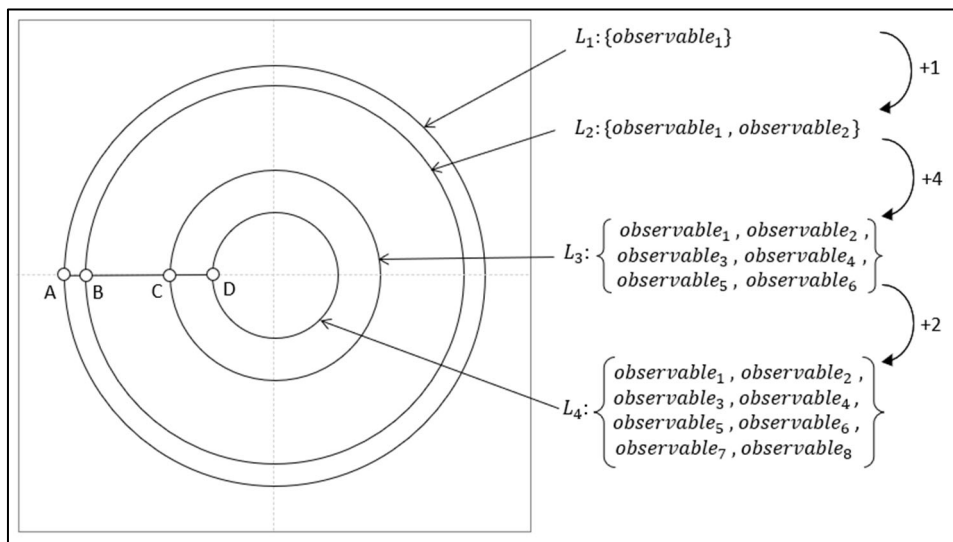 L₁: {observable₁}
+1
L₂: {observable₁ , observable₂}
+4
observable₁ , observable₂ ,
L₃: { observable₃ , observable₄ , }
observable₅ , observable₆
A B C D
+2
observable₁ , observable₂ ,
observable₃ , observable₄ ,
L₄: { observable₅ , observable₆ , }
observable₇ , observable₈